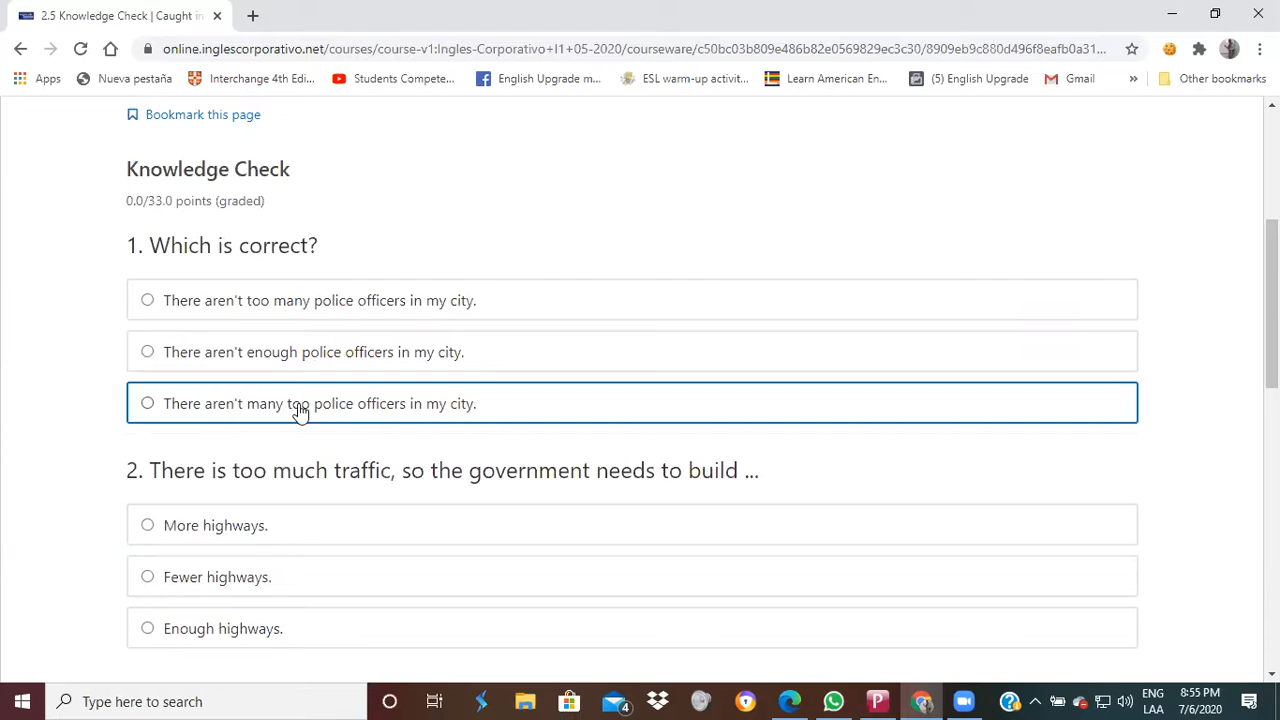 2.5 Knowledge Check | Caught in
online.inglescorporativo.net/courses/course-v1:Ingles-Corporativo+I1+05-2020/courseware/c50bc03b809e486b82e0569829ec3c30/8909eb9c880d496f8eafb0a31...
Apps Nueva pestaña Interchange 4th Edi... Students Compete... English Upgrade m... ESL warm-up activit... Learn American En... (5) English Upgrade Gmail » Other bookmarks
Bookmark this page
Knowledge Check
0.0/33.0 points (graded)
1. Which is correct?
There aren't too many police officers in my city.
There aren't enough police officers in my city.
There aren't many too police officers in my city.
2. There is too much traffic, so the government needs to build ...
More highways.
Fewer highways.
Enough highways.
Type here to search
4
ENG 8:55 PM
LAA 7/6/2020